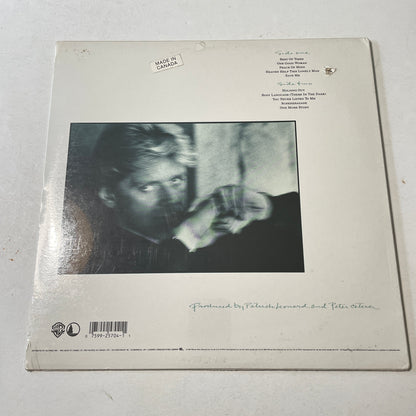 MADE IN
CANADA
Side one
BEST OF TIMES
ONE GOOD WOMAN
PEACE OF MIND
HEAVEN HELP THIS LONELY MAN
SAVE ME
Side two
HOLDING OUT
BODY LANGUAGE (THERE IN THE DARK)
YOU NEVER LISTEN TO ME
SCHEHERAZADE
ONE MORE STORY
Produced by Patrick Leonard and Peter Cetera
0 7599-25704-1 1